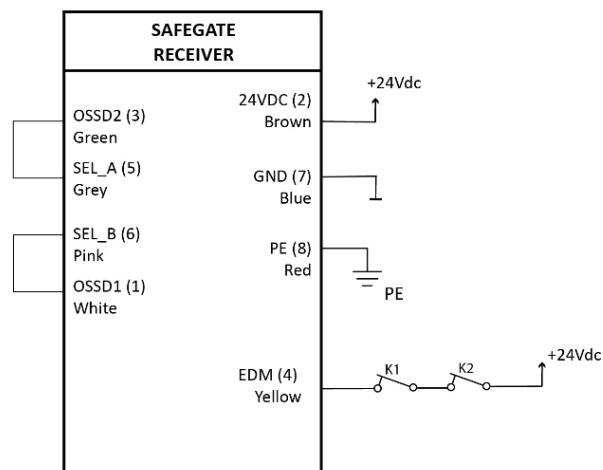 SAFEGATE
RECEIVER
+24Vdc
OSSD2 (3)
Green
24VDC (2)
Brown
SEL_A (5)
Grey
GND (7)
Blue
SEL_B (6)
Pink
PE (8)
Red
PE
OSSD1 (1)
White
EDM (4)
Yellow
K1
K2
+24Vdc